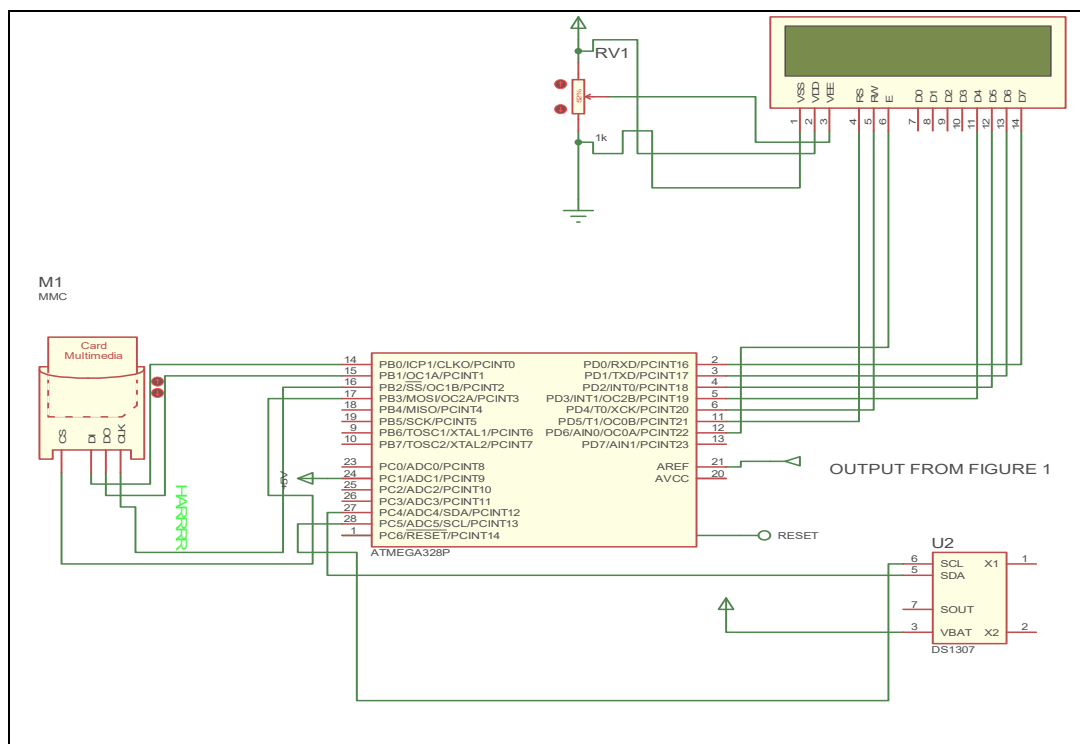 RV1
52%
1k
VSS
VDD
VEE
RS
RW
E
D0
D1
D2
D3
D4
D5
D6
D7
1
2
3
4
5
6
7
8
9
10
11
12
13
14
M1
MMC
Card
Multimedia
CS
DI
DO
CLK
+5V
14 PB0/ICP1/CLKO/PCINT0
15 PB1/OC1A/PCINT1
16 PB2/SS/OC1B/PCINT2
17 PB3/MOSI/OC2A/PCINT3
18 PB4/MISO/PCINT4
19 PB5/SCK/PCINT5
9 PB6/TOSC1/XTAL1/PCINT6
10 PB7/TOSC2/XTAL2/PCINT7
23 PC0/ADC0/PCINT8
24 PC1/ADC1/PCINT9
25 PC2/ADC2/PCINT10
26 PC3/ADC3/PCINT11
27 PC4/ADC4/SDA/PCINT12
28 PC5/ADC5/SCL/PCINT13
1 PC6/RESET/PCINT14
PD0/RXD/PCINT16 2
PD1/TXD/PCINT17 3
PD2/INT0/PCINT18 4
PD3/INT1/OC2B/PCINT19 5
PD4/T0/XCK/PCINT20 6
PD5/T1/OC0B/PCINT21 11
PD6/AIN0/OC0A/PCINT22 12
PD7/AIN1/PCINT23 13
AREF 21
AVCC 20
ATMEGA328P
OUTPUT FROM FIGURE 1
RESET
U2
6 SCL X1 1
5 SDA
7 SOUT
3 VBAT X2 2
DS1307